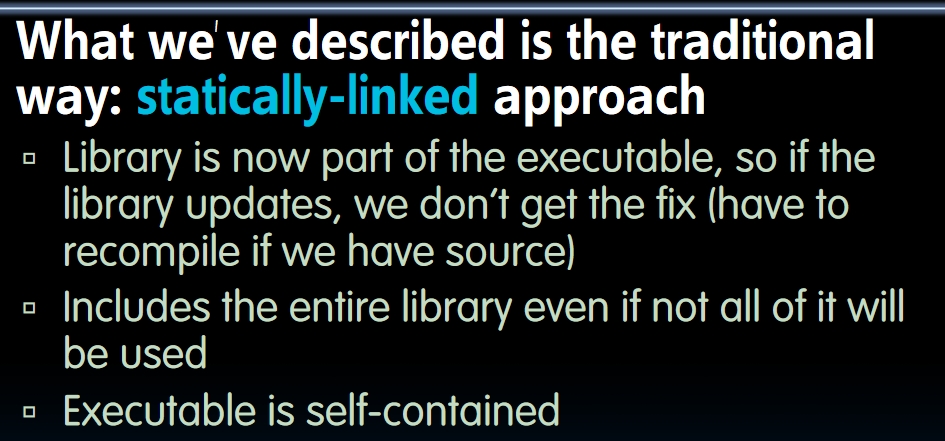 What we've described is the traditional
way: statically-linked approach
▫ Library is now part of the executable, so if the
library updates, we don’t get the fix (have to
recompile if we have source)
▫ Includes the entire library even if not all of it will
be used
▫ Executable is self-contained